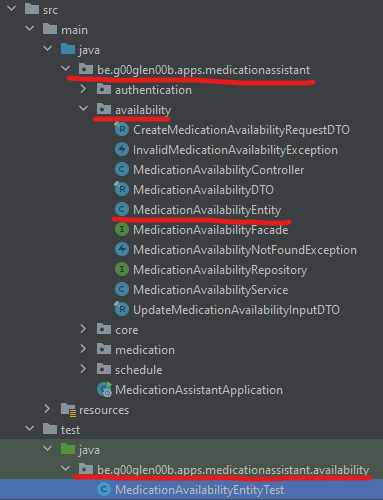 src
main
java
be.g00glen00b.apps.medicationassistant
authentication
availability
CreateMedicationAvailabilityRequestDTO
InvalidMedicationAvailabilityException
MedicationAvailabilityController
MedicationAvailabilityDTO
MedicationAvailabilityEntity
MedicationAvailabilityFacade
MedicationAvailabilityNotFoundException
MedicationAvailabilityRepository
MedicationAvailabilityService
UpdateMedicationAvailabilityInputDTO
core
medication
schedule
MedicationAssistantApplication
resources
test
java
be.g00glen00b.apps.medicationassistant.availability
MedicationAvailabilityEntityTest